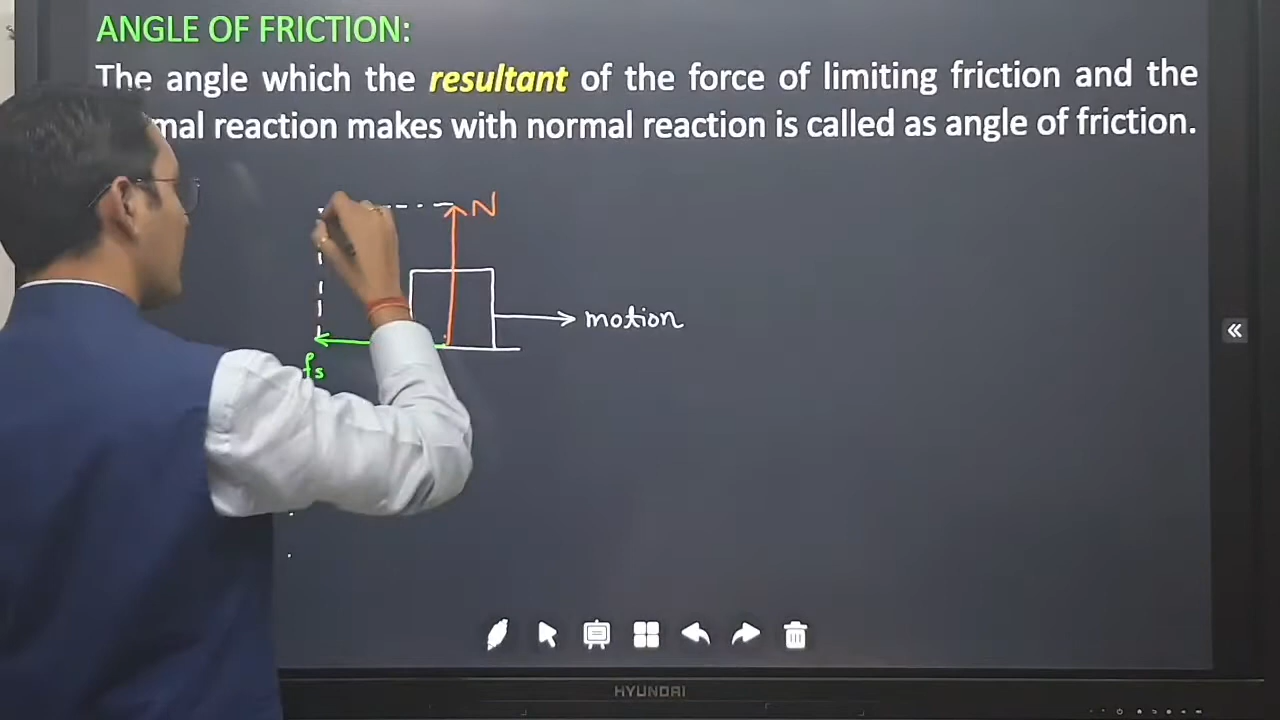 ANGLE OF FRICTION:
The angle which the resultant of the force of limiting friction and the
reaction makes with normal reaction is called as angle of friction.
N
motion
fs
HYUNDAI